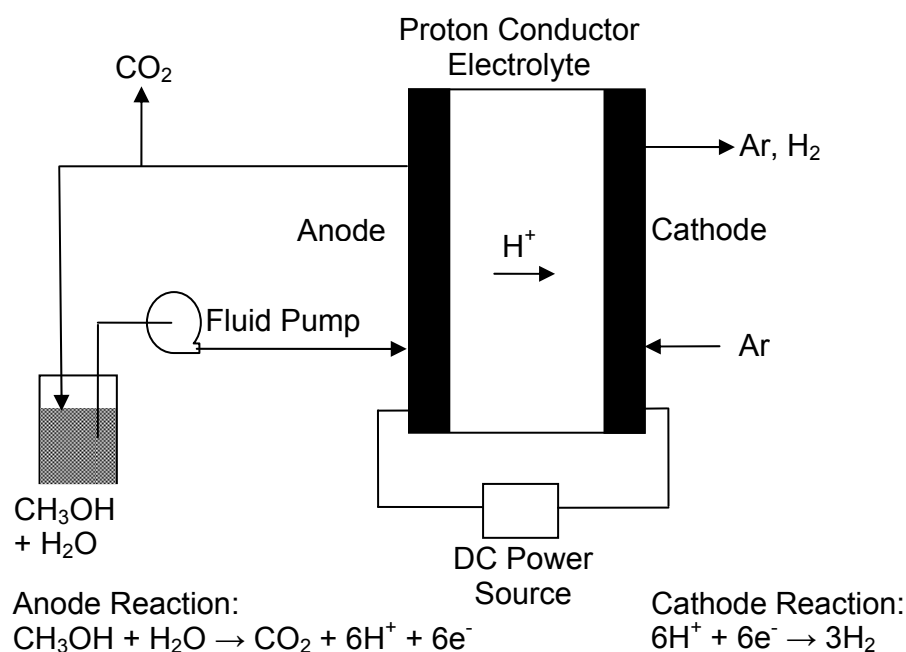 Proton Conductor
Electrolyte
CO₂
Ar, H₂
Anode
H⁺
Cathode
Fluid Pump
Ar
CH₃OH
+ H₂O
DC Power
Source
Anode Reaction:
CH₃OH + H₂O → CO₂ + 6H⁺ + 6e⁻
Cathode Reaction:
6H⁺ + 6e⁻ → 3H₂